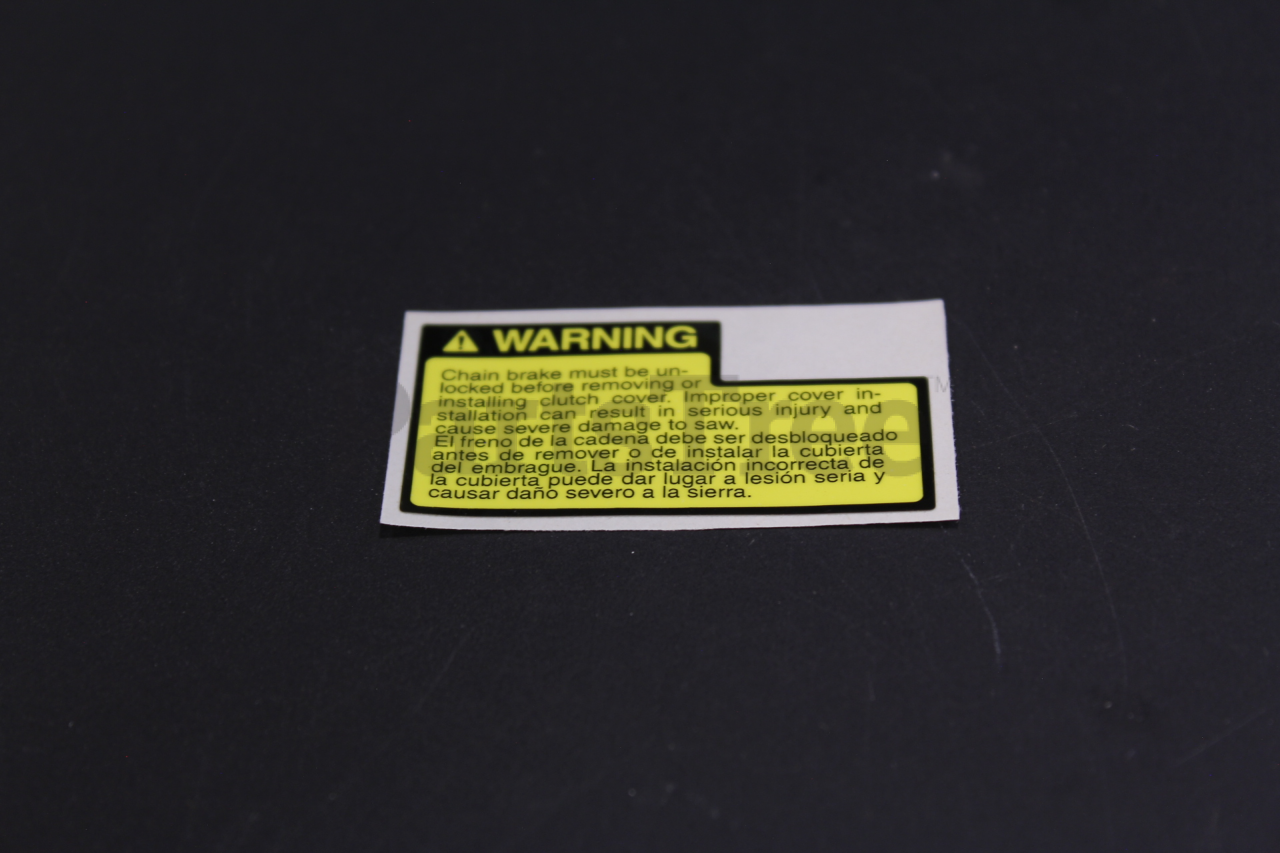 WARNING
Chain brake must be un-
locked before removing or
installing clutch cover. Improper cover in-
stallation can result in serious injury and
cause severe damage to saw.
El freno de la cadena debe ser desbloqueado
antes de remover o de instalar la cubierta
del embrague. La instalación incorrecta de
la cubierta puede dar lugar a lesión seria y
causar daño severo a la sierra.
PartsTree™